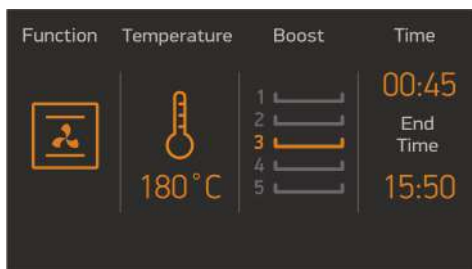 Function
Temperature
180°C
Boost
1
2
3
4
5
Time
00:45
End
Time
15:50